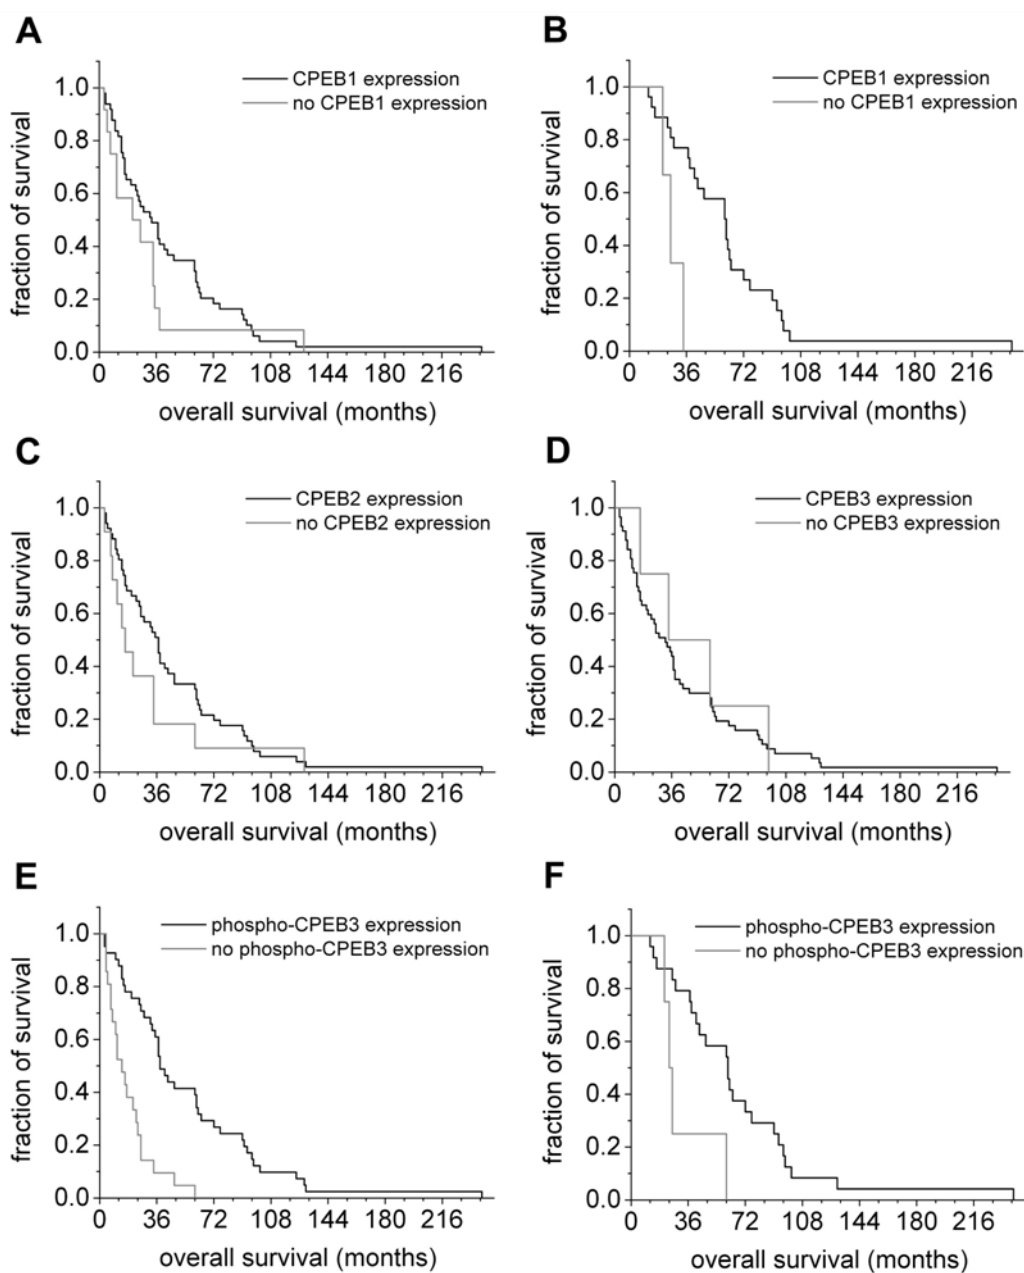 A
CPEB1 expression
no CPEB1 expression
fraction of survival
1.0
0.8
0.6
0.4
0.2
0.0
0 36 72 108 144 180 216
overall survival (months)
B
CPEB1 expression
no CPEB1 expression
fraction of survival
1.0
0.8
0.6
0.4
0.2
0.0
0 36 72 108 144 180 216
overall survival (months)
C
CPEB2 expression
no CPEB2 expression
fraction of survival
1.0
0.8
0.6
0.4
0.2
0.0
0 36 72 108 144 180 216
overall survival (months)
D
CPEB3 expression
no CPEB3 expression
fraction of survival
1.0
0.8
0.6
0.4
0.2
0.0
0 36 72 108 144 180 216
overall survival (months)
E
phospho-CPEB3 expression
no phospho-CPEB3 expression
fraction of survival
1.0
0.8
0.6
0.4
0.2
0.0
0 36 72 108 144 180 216
overall survival (months)
F
phospho-CPEB3 expression
no phospho-CPEB3 expression
fraction of survival
1.0
0.8
0.6
0.4
0.2
0.0
0 36 72 108 144 180 216
overall survival (months)